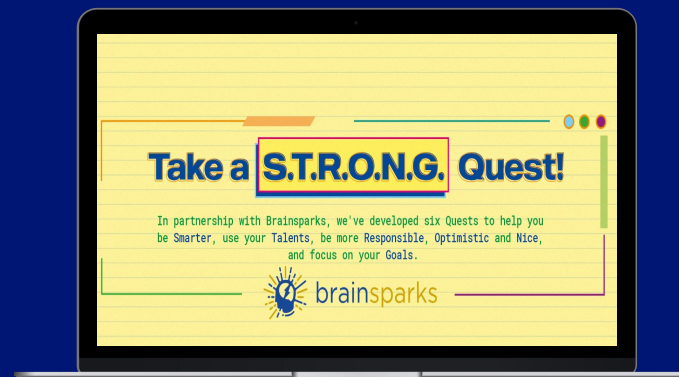 Take a S.T.R.O.N.G. Quest!
In partnership with Brainsparks, we've developed six Quests to help you
be Smarter, use your Talents, be more Responsible, Optimistic and Nice,
and focus on your Goals.
brainsparks